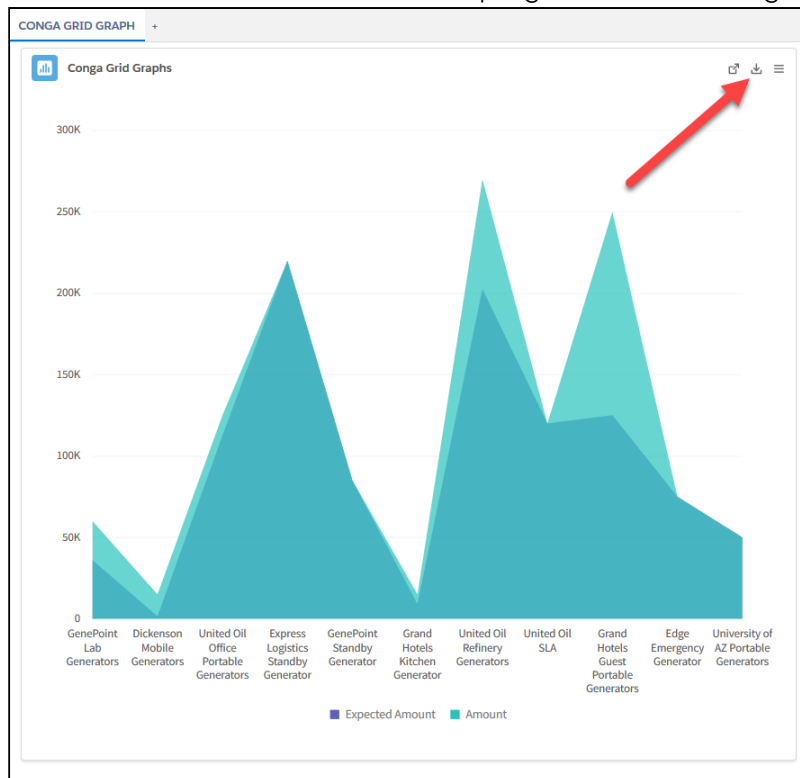 CONGA GRID GRAPH +
Conga Grid Graphs
300K
250K
200K
150K
100K
50K
0
GenePoint Lab Generators
Dickenson Mobile Generators
United Oil Office Portable Generators
Express Logistics Standby Generator
GenePoint Standby Generator
Grand Hotels Kitchen Generator
United Oil Refinery Generators
United Oil SLA
Grand Hotels Guest Portable Generators
Edge Emergency Generator
University of AZ Portable Generators
Expected Amount Amount